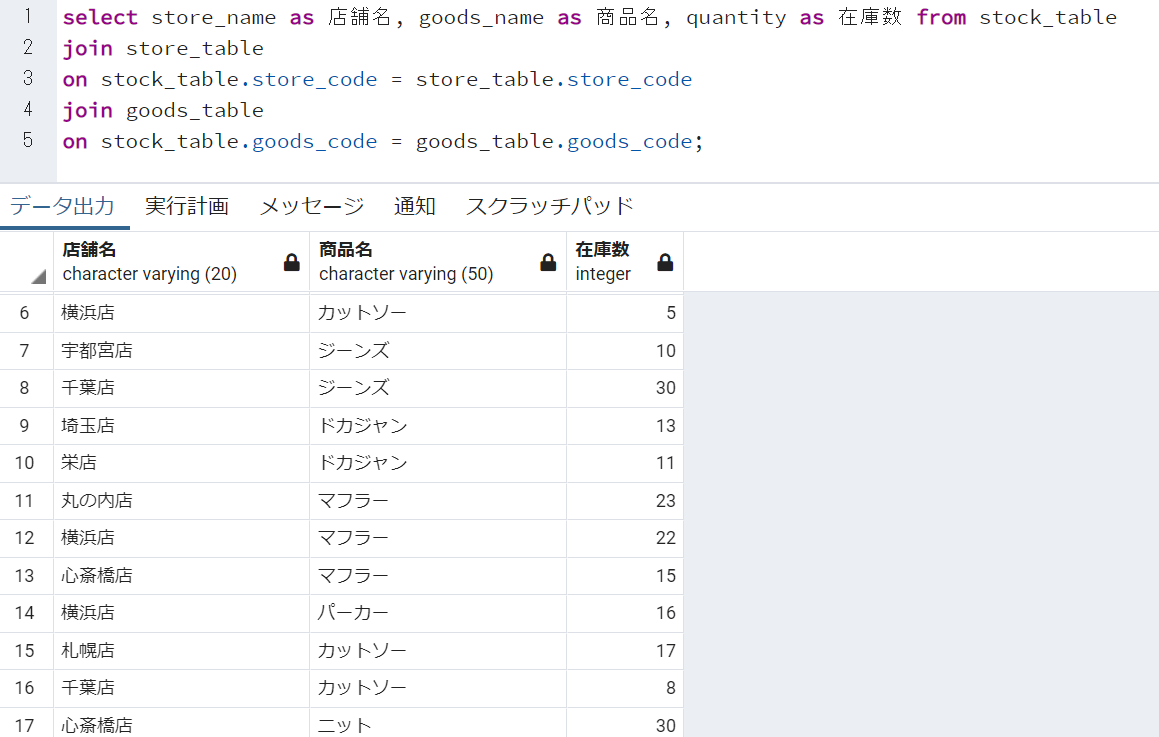 1 select store_name as 店舗名, goods_name as 商品名, quantity as 在庫数 from stock_table
2 join store_table
3 on stock_table.store_code = store_table.store_code
4 join goods_table
5 on stock_table.goods_code = goods_table.goods_code;
データ出力 実行計画 メッセージ 通知 スクラッチパッド
店舗名 商品名 在庫数
character varying (20) character varying (50) integer
6 横浜店 カットソー 5
7 宇都宮店 ジーンズ 10
8 千葉店 ジーンズ 30
9 埼玉店 ドカジャン 13
10 栄店 ドカジャン 11
11 丸の内店 マフラー 23
12 横浜店 マフラー 22
13 心斎橋店 マフラー 15
14 横浜店 パーカー 16
15 札幌店 カットソー 17
16 千葉店 カットソー 8
17 心斎橋店 ニット 30